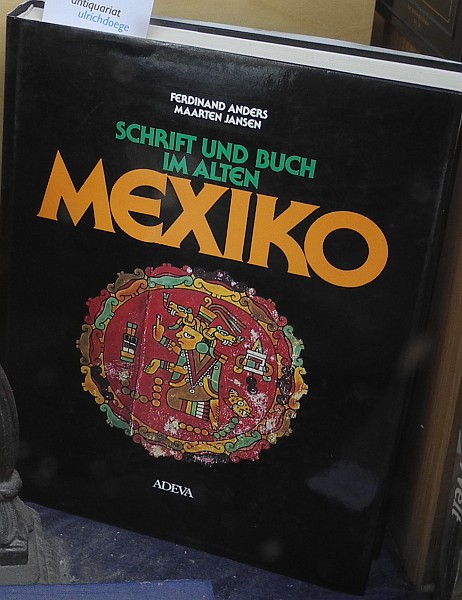 antiquariat
ulrichdoege
FERDINAND ANDERS
MAARTEN JANSEN
SCHRIFT UND BUCH
IM ALTEN
MEXIKO
ADEVA